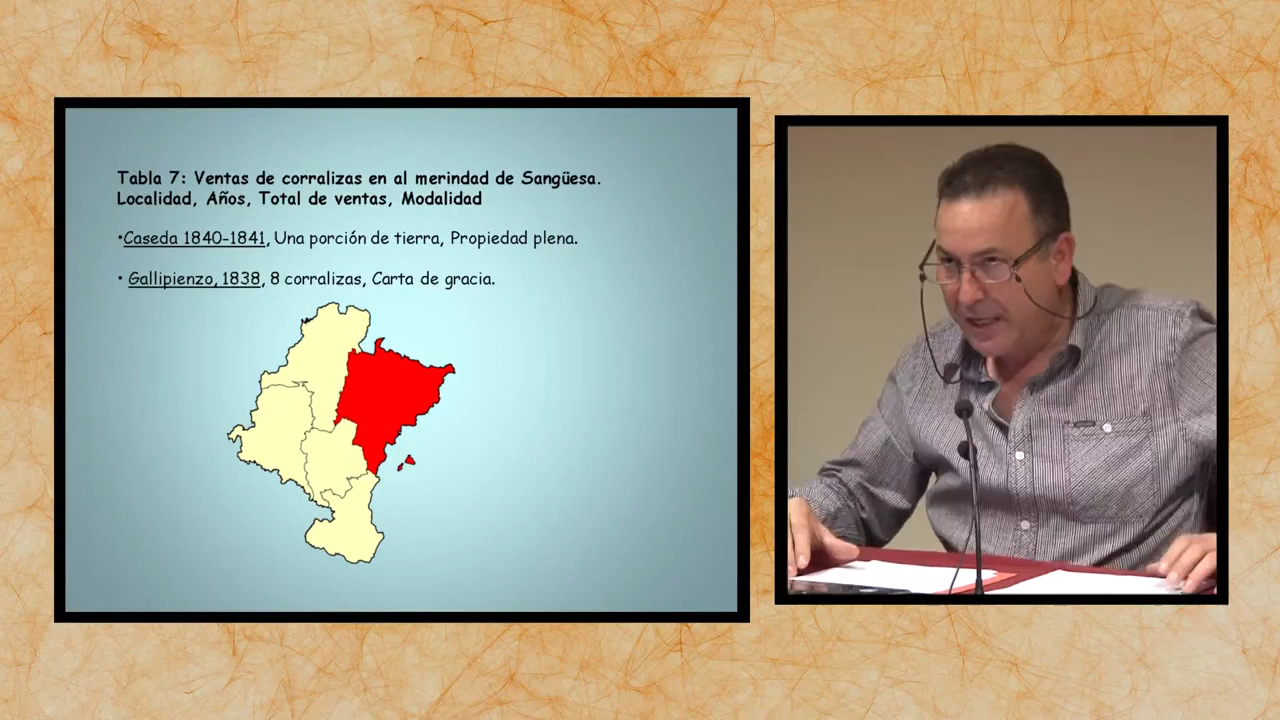 Tabla 7: Ventas de corralizas en al merindad de Sangüesa.
Localidad, Años, Total de ventas, Modalidad
•Caseda 1840-1841, Una porción de tierra, Propiedad plena.
• Gallipienzo, 1838, 8 corralizas, Carta de gracia.